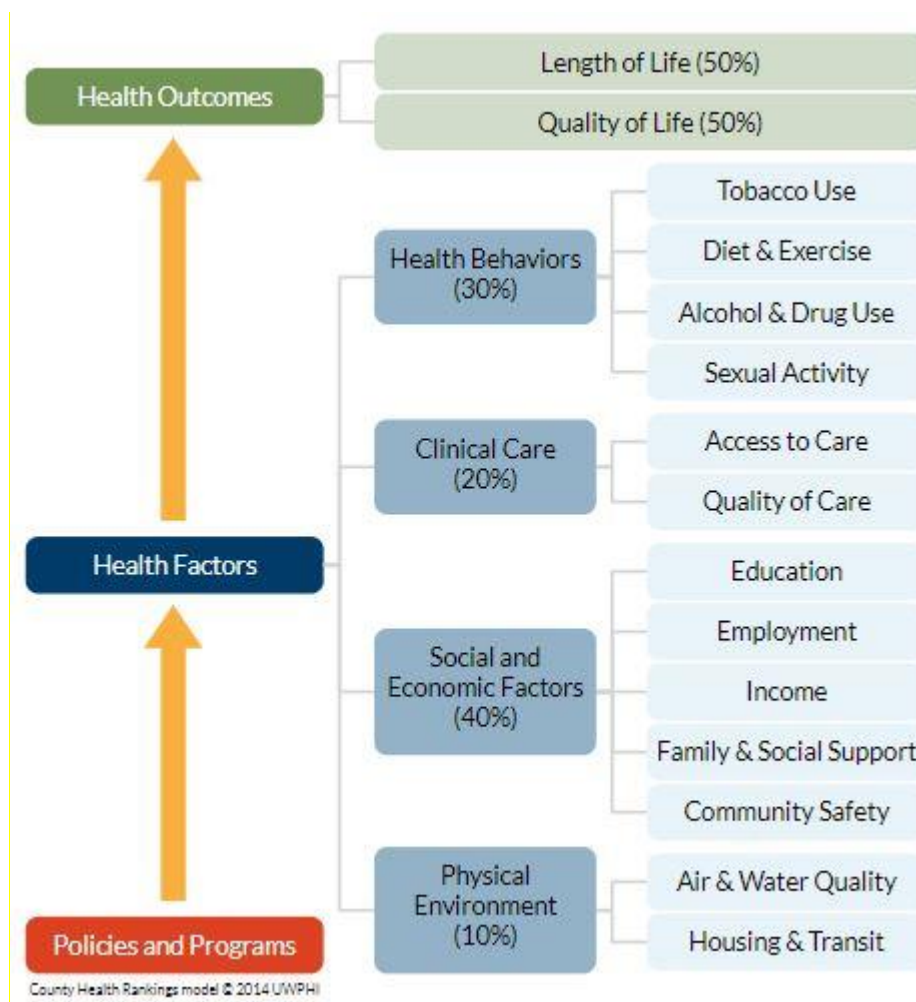 Health Outcomes
Length of Life (50%)
Quality of Life (50%)
Health Factors
Health Behaviors
(30%)
Tobacco Use
Diet & Exercise
Alcohol & Drug Use
Sexual Activity
Clinical Care
(20%)
Access to Care
Quality of Care
Social and
Economic Factors
(40%)
Education
Employment
Income
Family & Social Support
Community Safety
Physical
Environment
(10%)
Air & Water Quality
Housing & Transit
Policies and Programs
County Health Rankings model © 2014 UWPHI